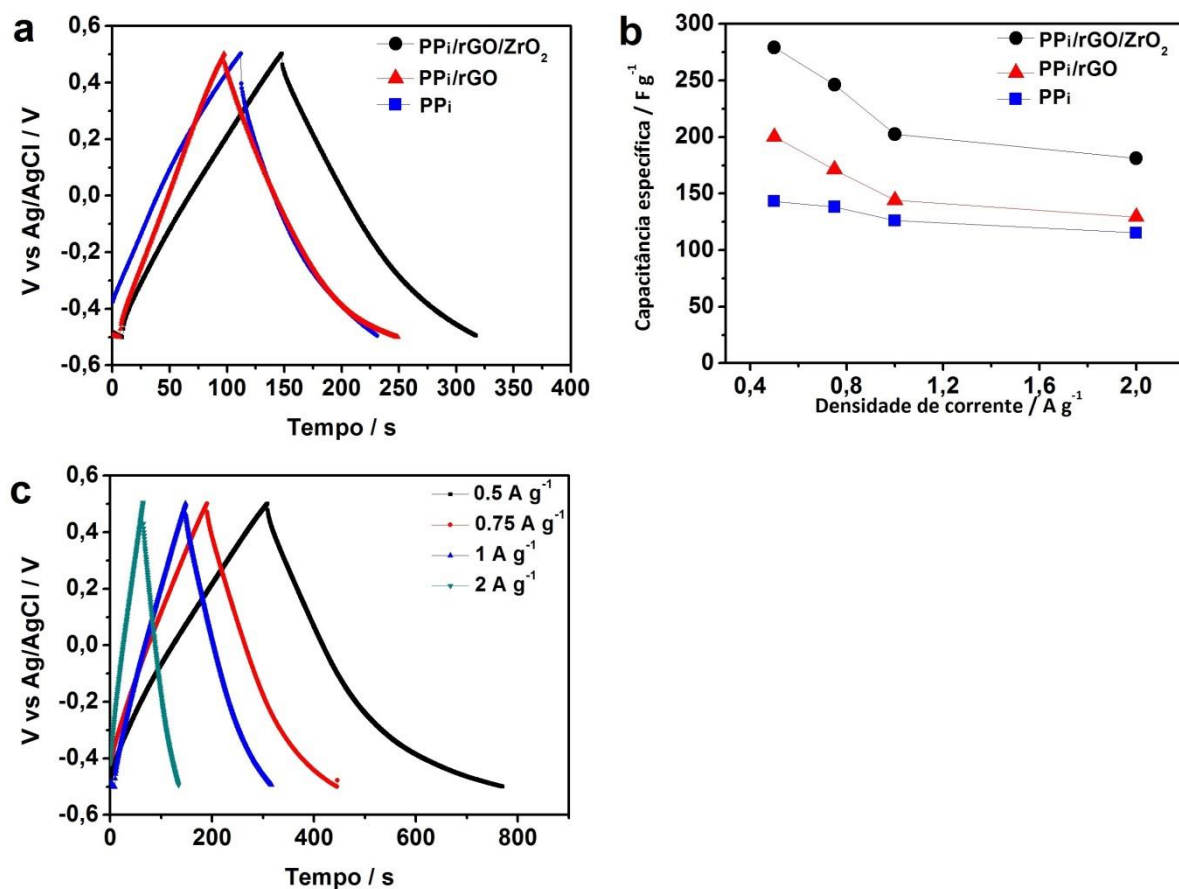 a
0,6
0,4
0,2
0,0
-0,2
-0,4
-0,6
V vs Ag/AgCl / V
PPi/rGO/ZrO₂
PPi/rGO
PPi
0 50 100 150 200 250 300 350 400
Tempo / s
b
300
250
200
150
100
50
0
Capacitância específica / F g⁻¹
PPi/rGO/ZrO₂
PPi/rGO
PPi
0,4 0,8 1,2 1,6 2,0
Densidade de corrente / A g⁻¹
c
0,6
0,4
0,2
0,0
-0,2
-0,4
-0,6
V vs Ag/AgCl / V
0.5 A g⁻¹
0.75 A g⁻¹
1 A g⁻¹
2 A g⁻¹
0 200 400 600 800
Tempo / s